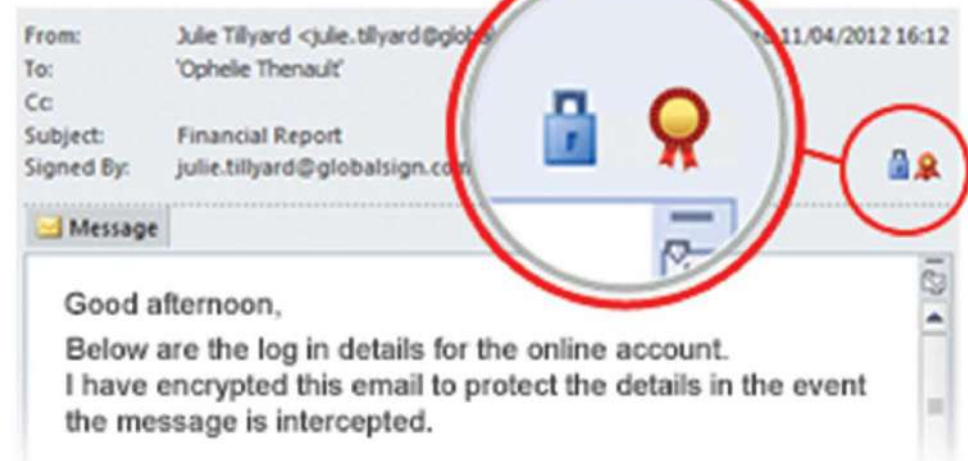 From: Julie Tillyard <julie.tillyard@glob 11/04/2012 16:12
To: 'Ophelie Thenault'
Cc:
Subject: Financial Report
Signed By: julie.tillyard@globalsign.com
Message
Good afternoon,
Below are the log in details for the online account.
I have encrypted this email to protect the details in the event
the message is intercepted.